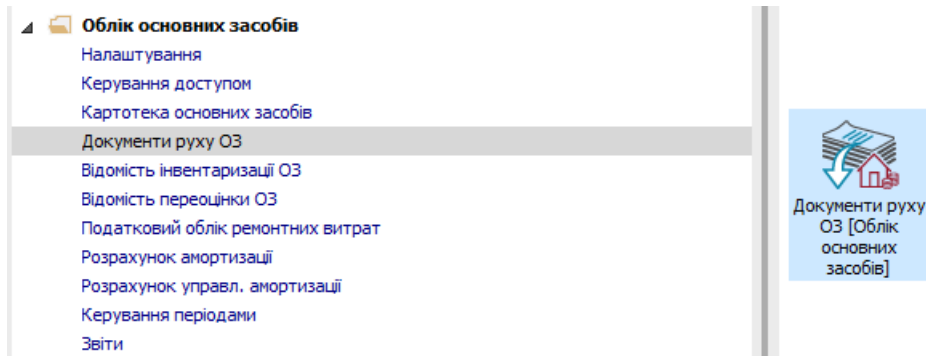 Облік основних засобів
Налаштування
Керування доступом
Картотека основних засобів
Документи руху ОЗ
Відомість інвентаризації ОЗ
Відомість переоцінки ОЗ
Податковий облік ремонтних витрат
Розрахунок амортизації
Розрахунок управл. амортизації
Керування періодами
Звіти
Документи руху
ОЗ [Облік
основних
засобів]